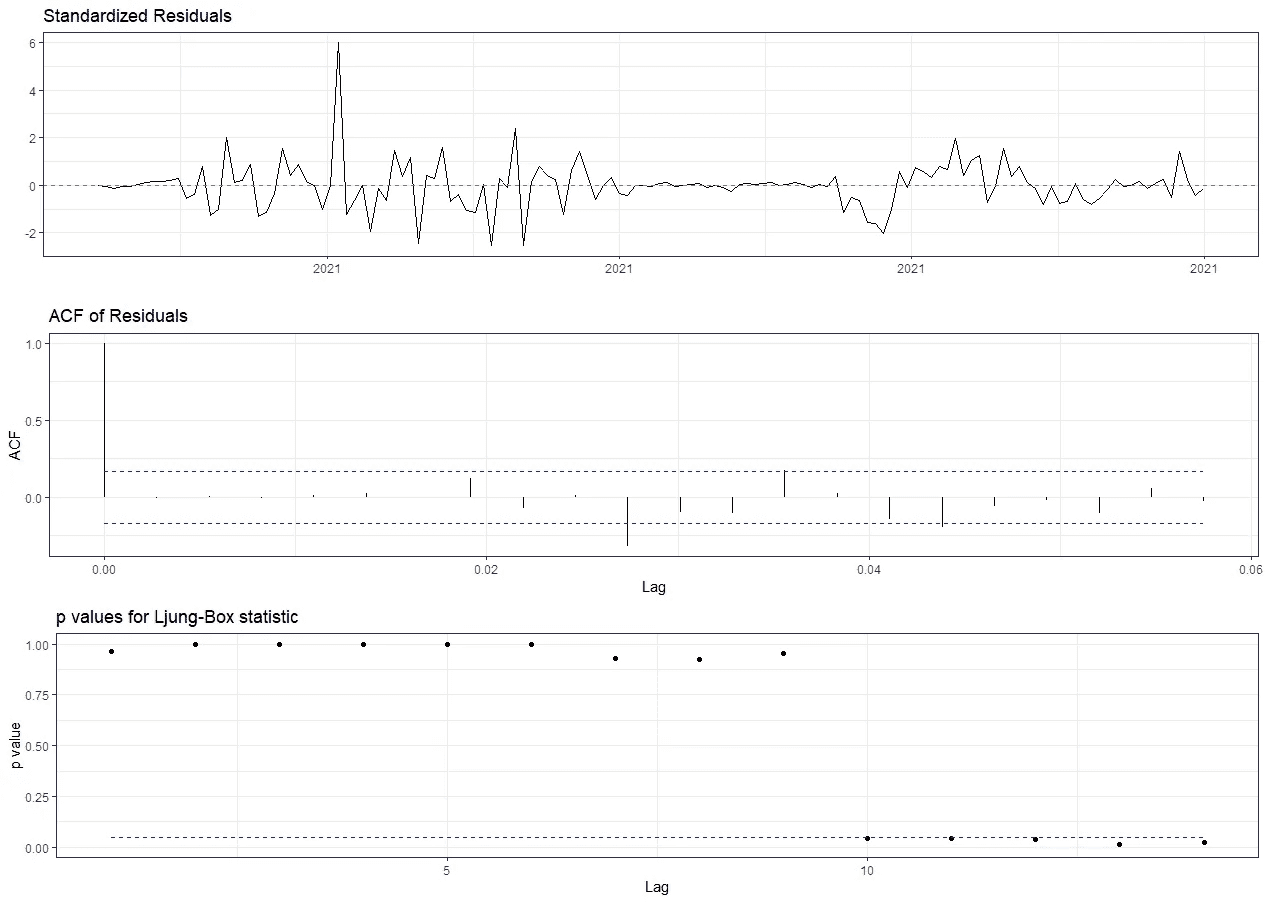 Standardized Residuals
6
4
2
0
-2
2021 2021 2021 2021
ACF of Residuals
1.0
0.5
0.0
ACF
0.00 0.02 0.04 0.06
Lag
p values for Ljung-Box statistic
1.00
0.75
0.50
0.25
0.00
p value
5 10
Lag